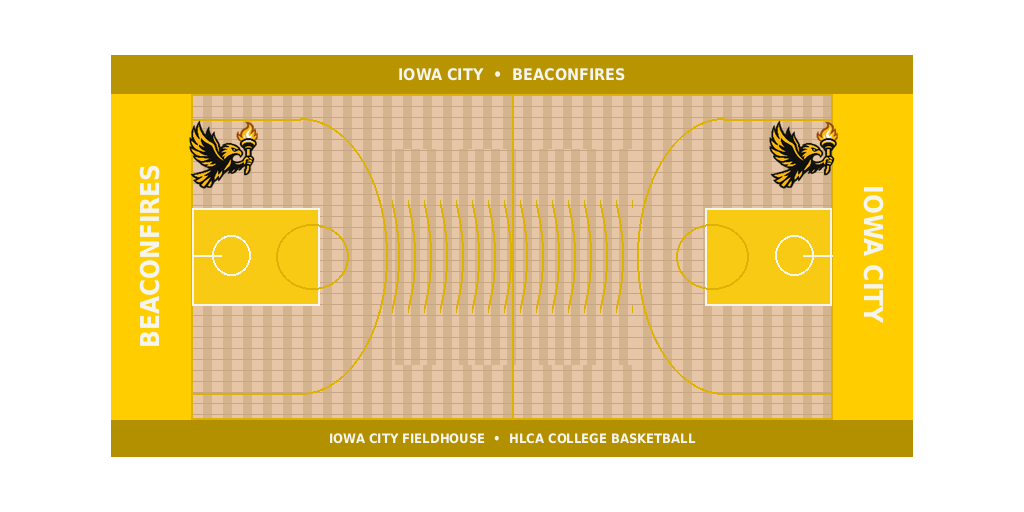 IOWA CITY • BEACONFIRES
BEACONFIRES
IOWA CITY
IOWA CITY FIELDHOUSE • HLCA COLLEGE BASKETBALL